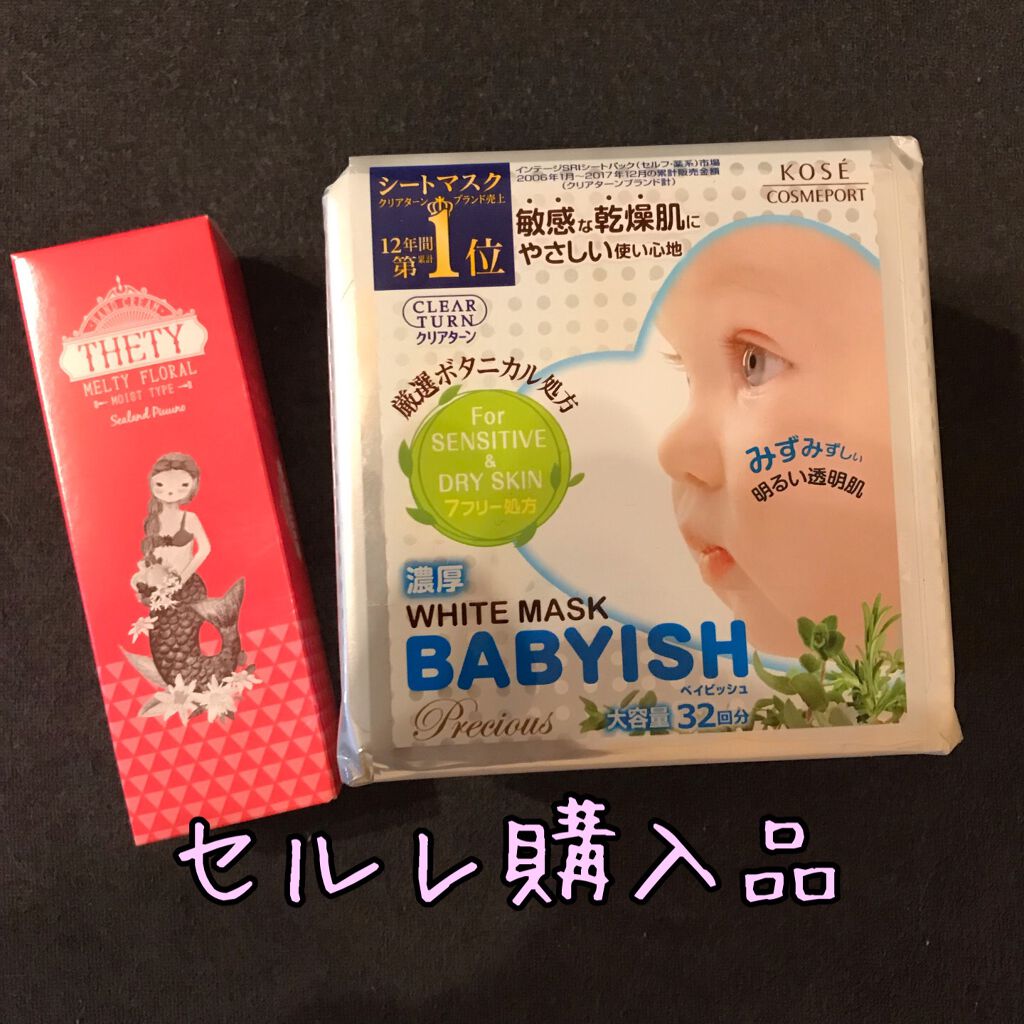 THETY
MELTY FLORAL
MOIST TYPE
Sealand Piuuno
シートマスク
クリアターン ブランド売上
12年間
第 累計 1位
インテージSRIシートパック(セルフ・薬系)市場
2006年1月~2017年12月の累計販売金額
(クリアターンブランド計)
KOSÉ
COSMEPORT
敏感な乾燥肌に
やさしい使い心地
CLEAR
TURN
クリアターン
厳選ボタニカル処方
For
SENSITIVE
&
DRY SKIN
7フリー処方
みずみずしい
明るい透明肌
濃厚
WHITE MASK
BABYISH
ベイビッシュ
Precious
大容量 32回分
セルレ購入品